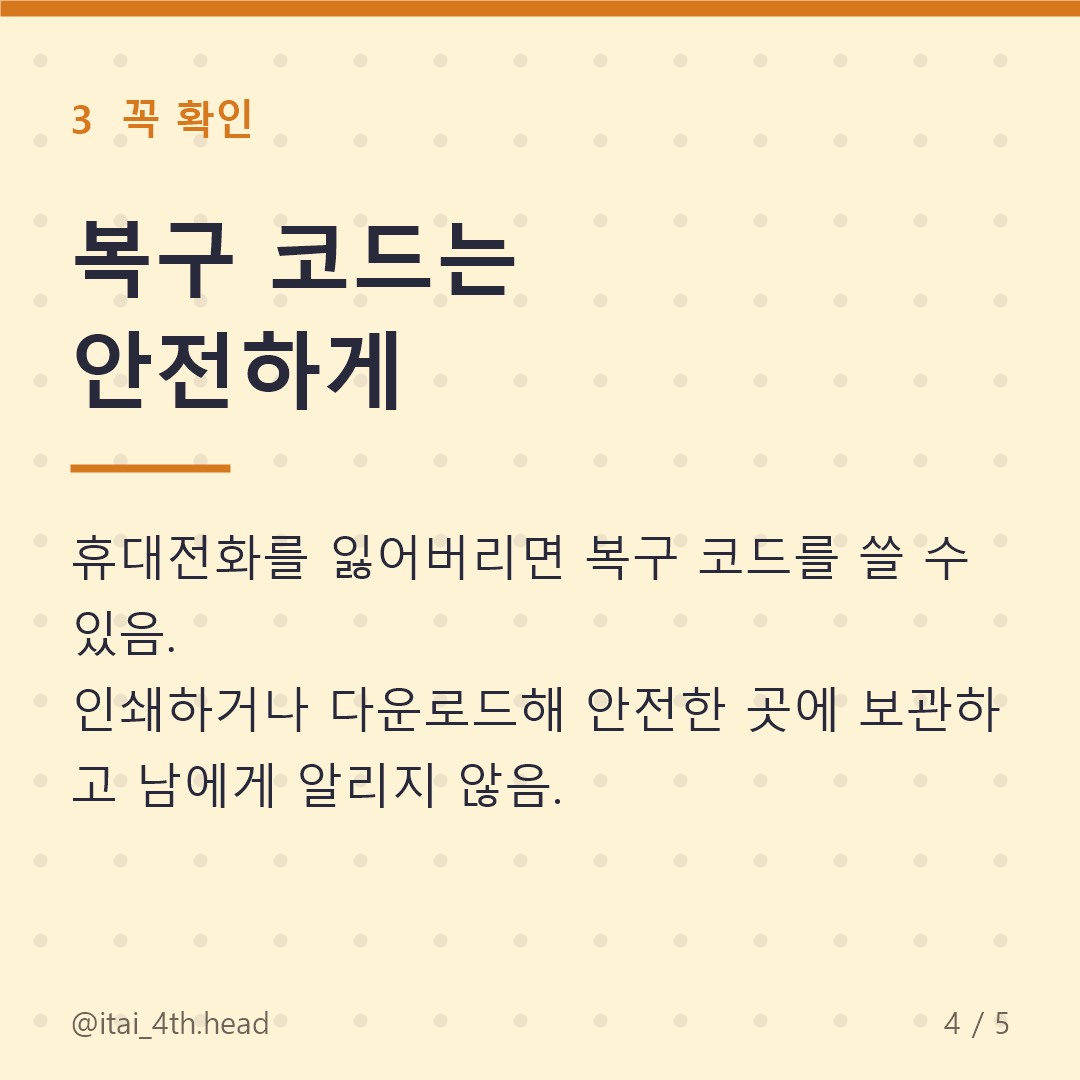 3 꼭 확인
복구 코드는
안전하게
휴대전화를 잃어버리면 복구 코드를 쓸 수
있음.
인쇄하거나 다운로드해 안전한 곳에 보관하
고 남에게 알리지 않음.
@itai_4th.head
4 / 5